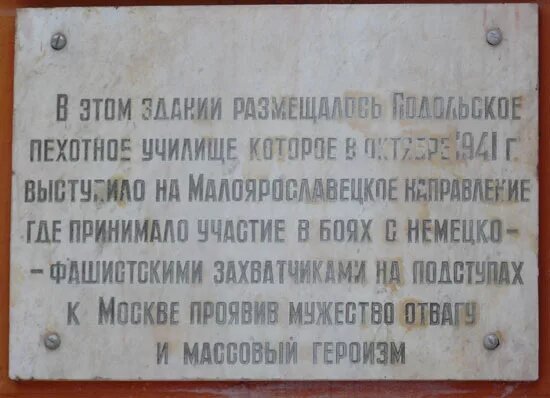 В ЭТОМ ЗДАНИИ РАЗМЕЩАЛОСЬ ПОДОЛЬСКОЕ
ПЕХОТНОЕ УЧИЛИЩЕ КОТОРОЕ В ОКТЯБРЕ 1941 Г.
ВЫСТУПИЛО НА МАЛОЯРОСЛАВЕЦКОЕ НАПРАВЛЕНИЕ
ГДЕ ПРИНИМАЛО УЧАСТИЕ В БОЯХ С НЕМЕЦКО-
-ФАШИСТСКИМИ ЗАХВАТЧИКАМИ НА ПОДСТУПАХ
К МОСКВЕ ПРОЯВИВ МУЖЕСТВО ОТВАГУ
И МАССОВЫЙ ГЕРОИЗМ